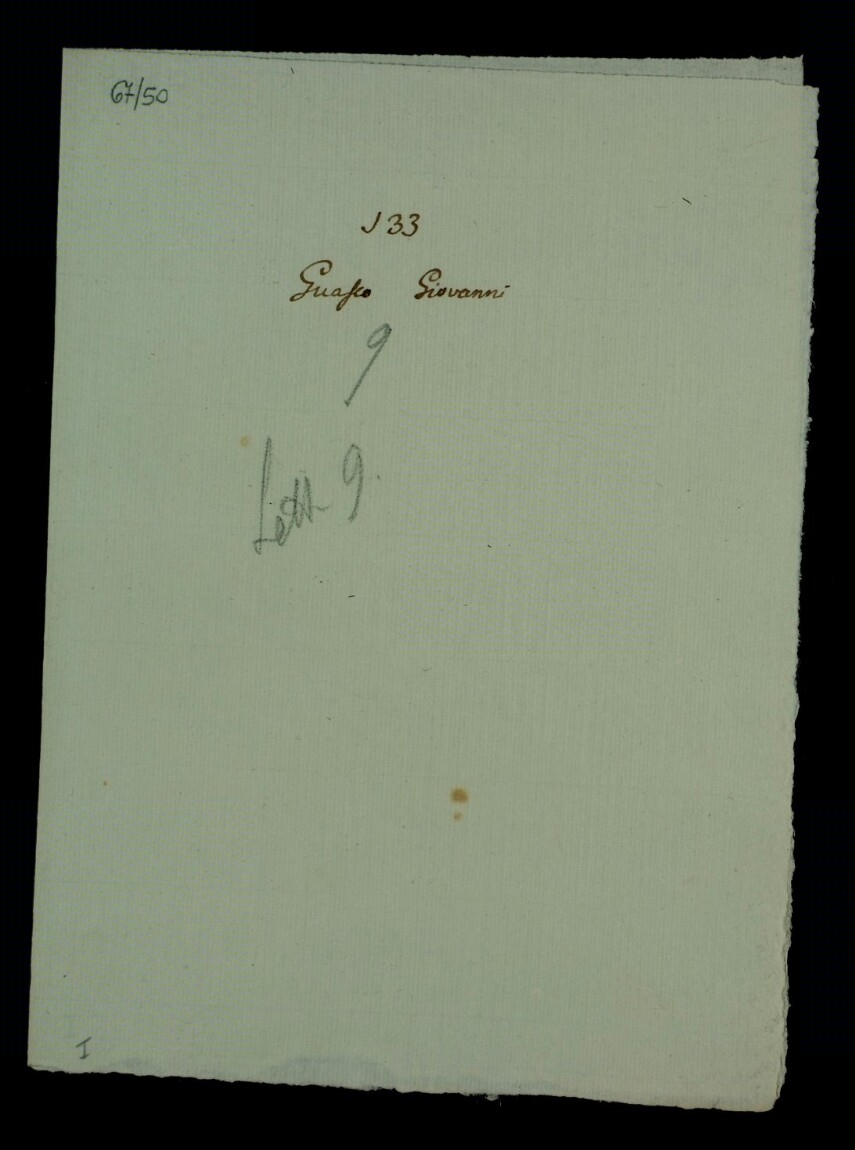 67/50
133
Guasco Giovanni
9
Lett. 9.
I